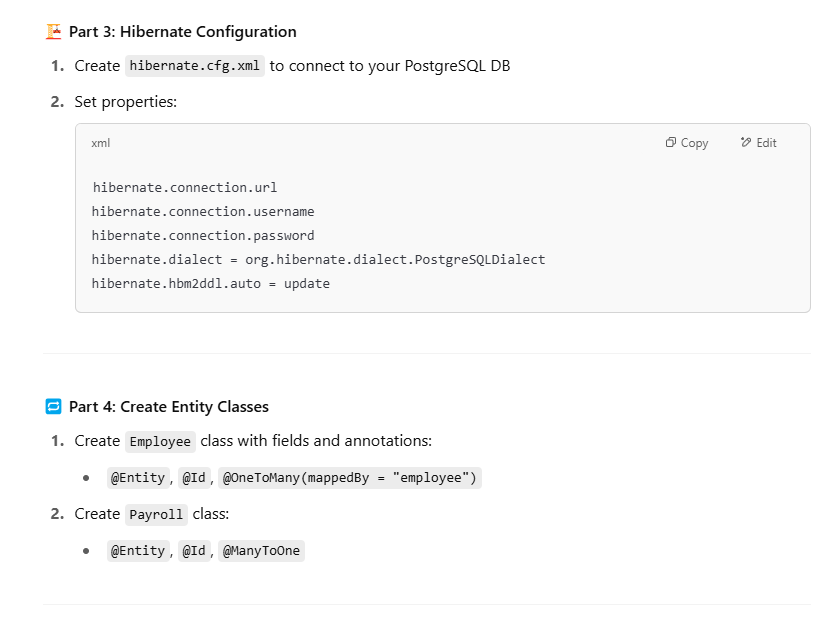 Part 3: Hibernate Configuration
1. Create hibernate.cfg.xml to connect to your PostgreSQL DB
2. Set properties:
xml Copy Edit
hibernate.connection.url
hibernate.connection.username
hibernate.connection.password
hibernate.dialect = org.hibernate.dialect.PostgreSQLDialect
hibernate.hbm2ddl.auto = update
Part 4: Create Entity Classes
1. Create Employee class with fields and annotations:
• @Entity, @Id, @OneToMany(mappedBy = "employee")
2. Create Payroll class:
• @Entity, @Id, @ManyToOne